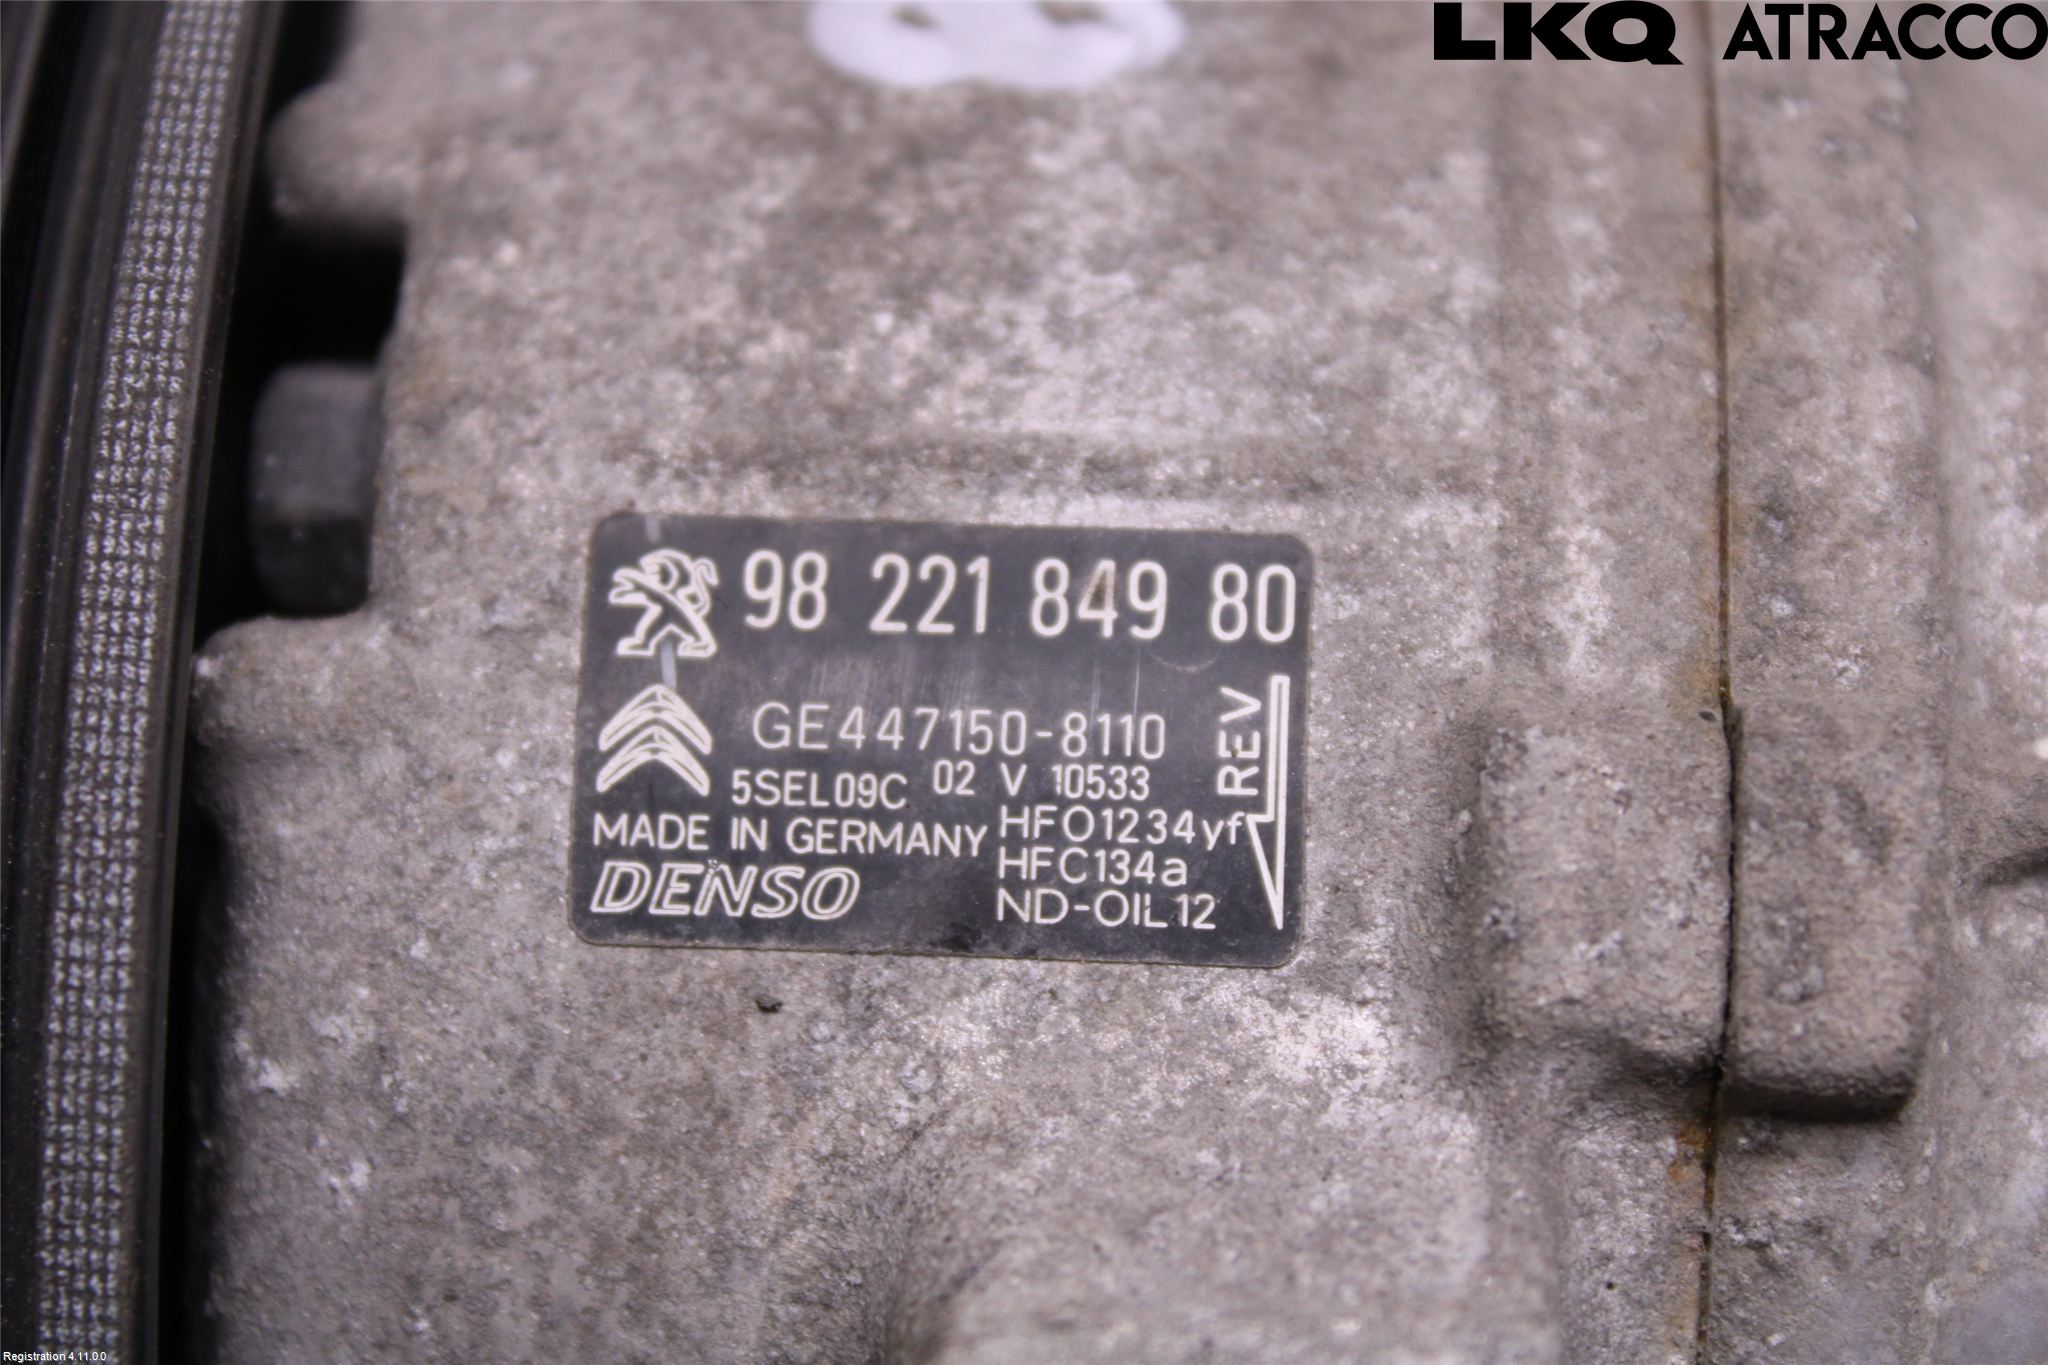 LKQ ATRACCO
98 221 849 80
GE447150-8110
5SEL09C 02 V 10533
REV
MADE IN GERMANY
HFO1234yf
HFC134a
DENSO
ND-OIL12
Registration 4.11.0.0